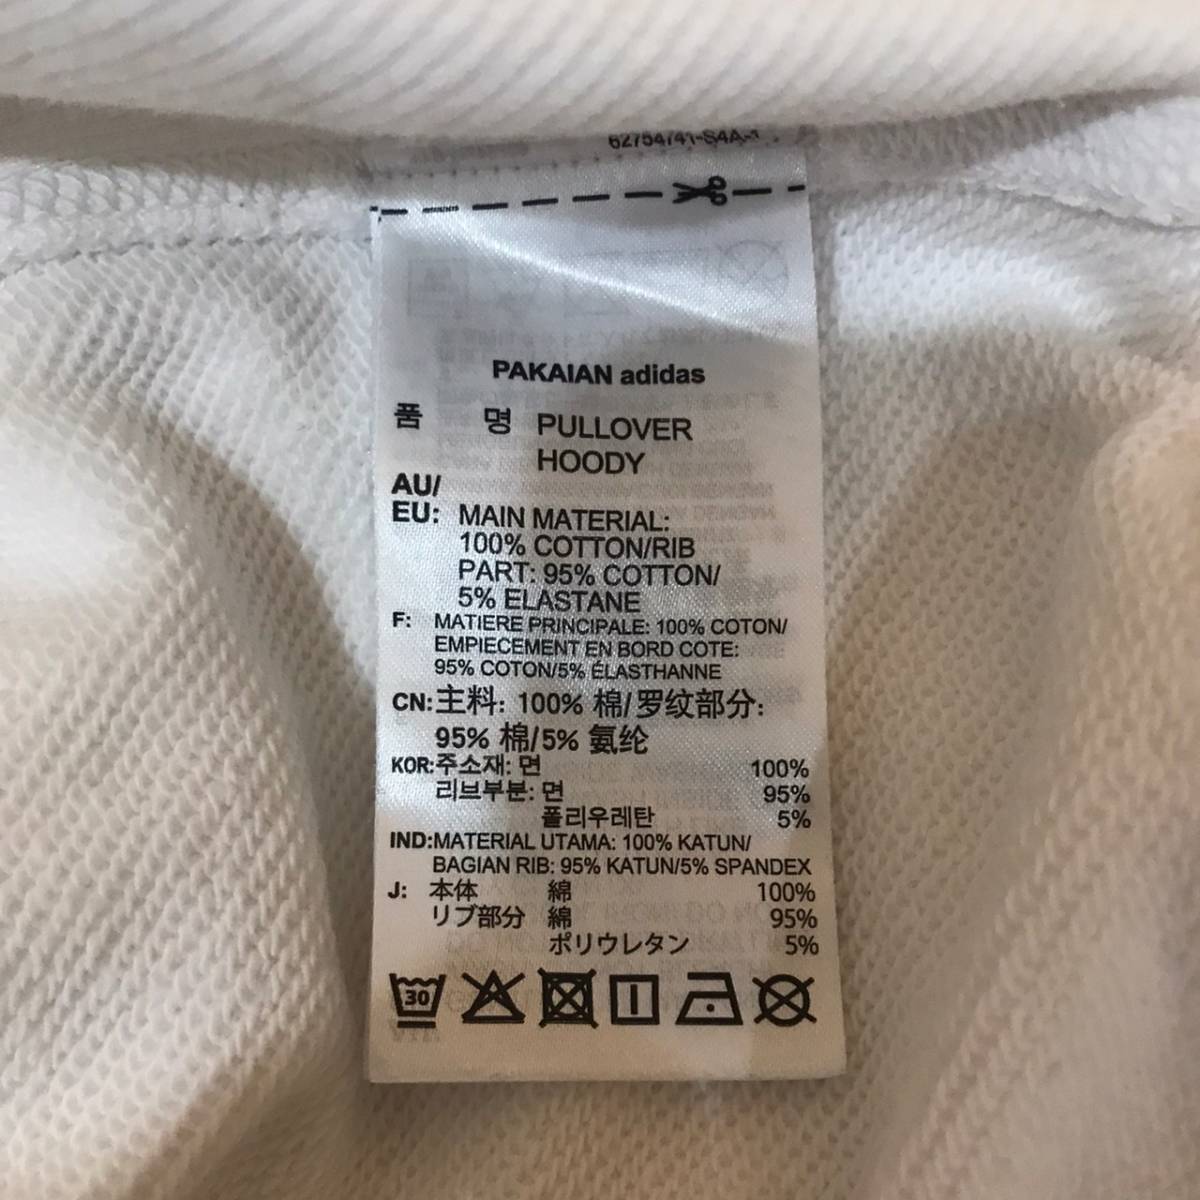 62754741-S4A-1
PAKAIAN adidas
품 명 PULLOVER
HOODY
AU/
EU: MAIN MATERIAL:
100% COTTON/RIB
PART: 95% COTTON/
5% ELASTANE
F: MATIERE PRINCIPALE: 100% COTON/
EMPIECEMENT EN BORD COTE:
95% COTON/5% ÉLASTHANNE
CN: 主料: 100% 棉/罗纹部分:
95% 棉/5% 氨纶
KOR: 주소재: 면 100%
리브부분: 면 95%
폴리우레탄 5%
IND: MATERIAL UTAMA: 100% KATUN/
BAGIAN RIB: 95% KATUN/5% SPANDEX
J: 本体 綿 100%
リブ部分 綿 95%
ポリウレタン 5%
30